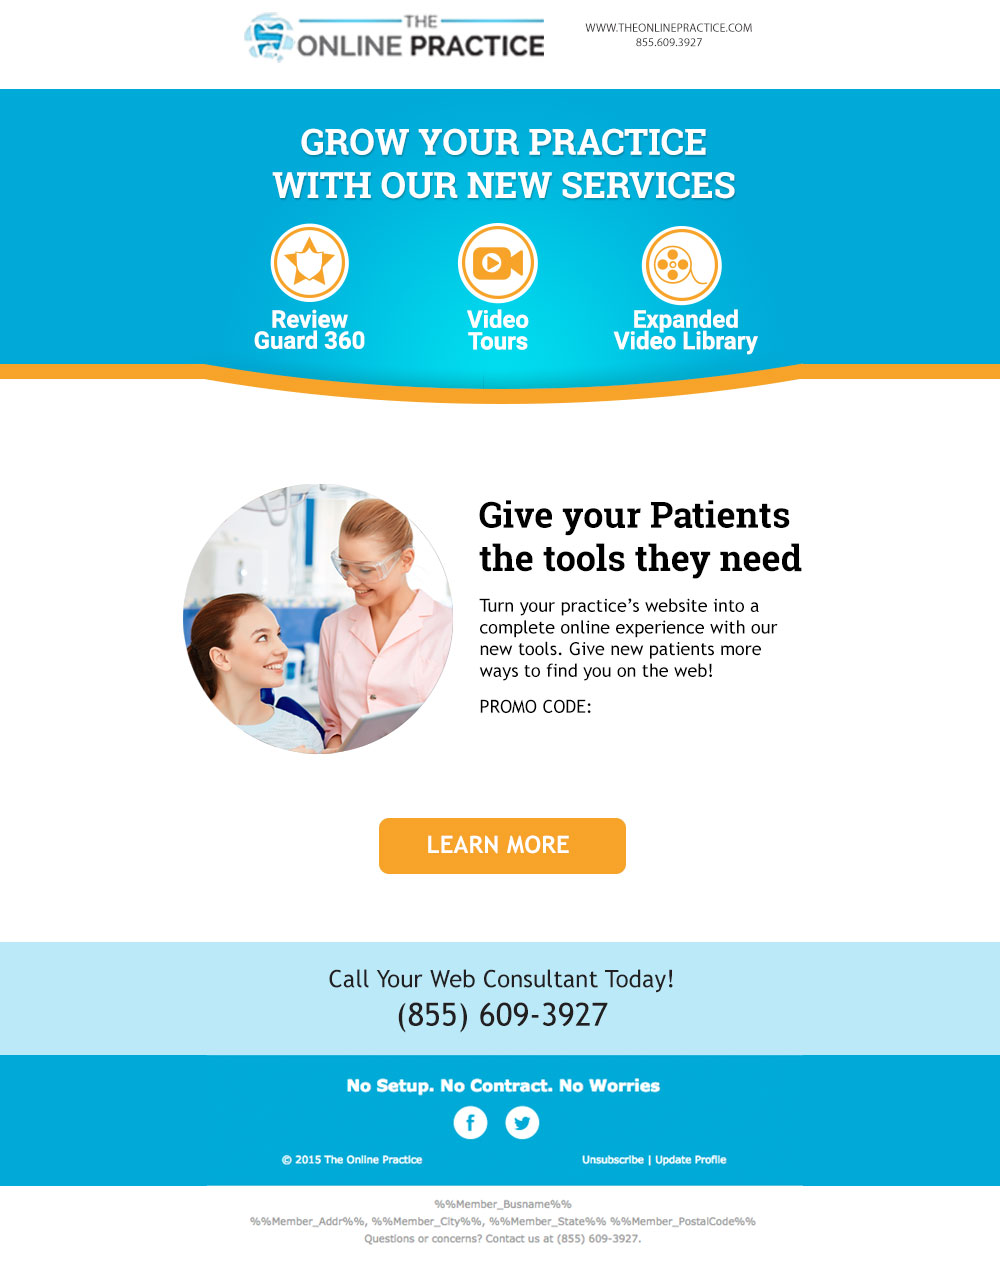 THE
ONLINE PRACTICE
WWW.THEONLINEPRACTICE.COM
855.609.3927
GROW YOUR PRACTICE
WITH OUR NEW SERVICES
Review
Guard 360
Video
Tours
Expanded
Video Library
Give your Patients
the tools they need
Turn your practice's website into a
complete online experience with our
new tools. Give new patients more
ways to find you on the web!
PROMO CODE:
LEARN MORE
Call Your Web Consultant Today!
(855) 609-3927
No Setup. No Contract. No Worries
© 2015 The Online Practice
Unsubscribe | Update Profile
%%Member_Busname%%
%%Member_Addr%%, %%Member_City%%, %%Member_State%% %%Member_PostalCode%%
Questions or concerns? Contact us at (855) 609-3927.